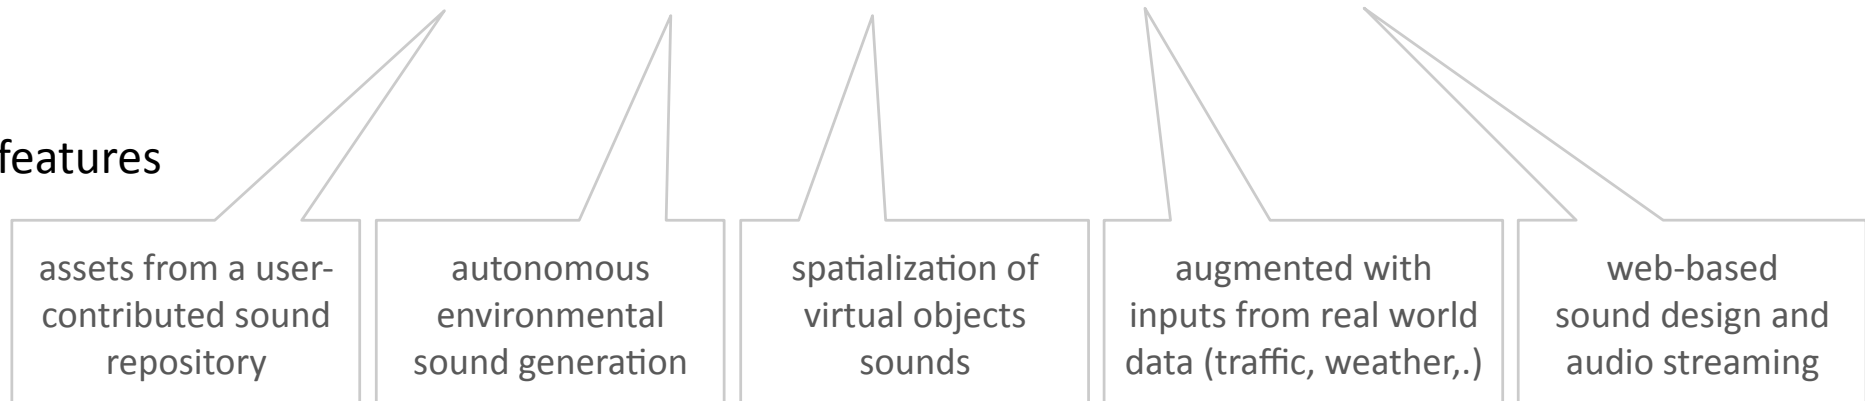 features
assets from a user-
contributed sound
repository
autonomous
environmental
sound generation
spatialization of
virtual objects
sounds
augmented with
inputs from real world
data (traffic, weather,.)
web-based
sound design and
audio streaming